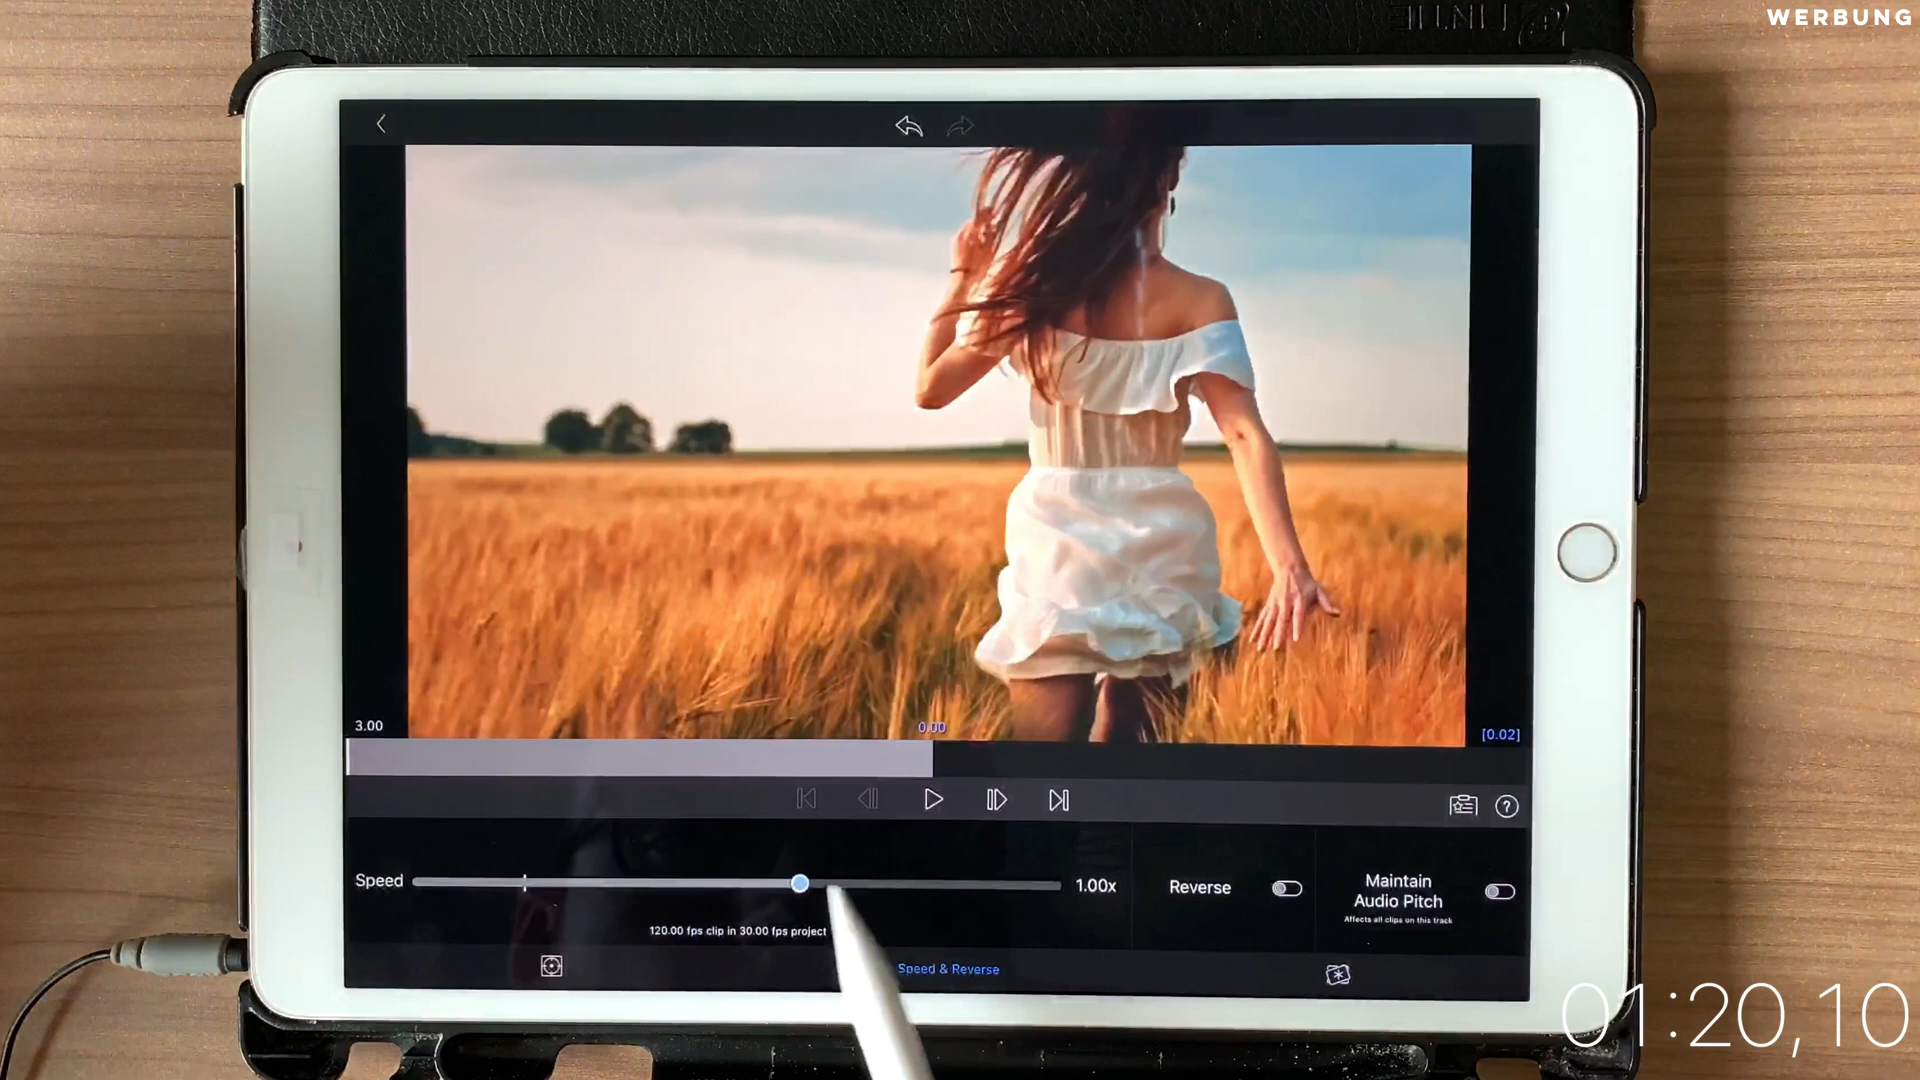 WERBUNG
3.00
0.00
[0.02]
Speed
1.00x
Reverse
Maintain
Audio Pitch
Affects all clips on this track
120.00 fps clip in 30.00 fps project
Speed & Reverse
01:20,10